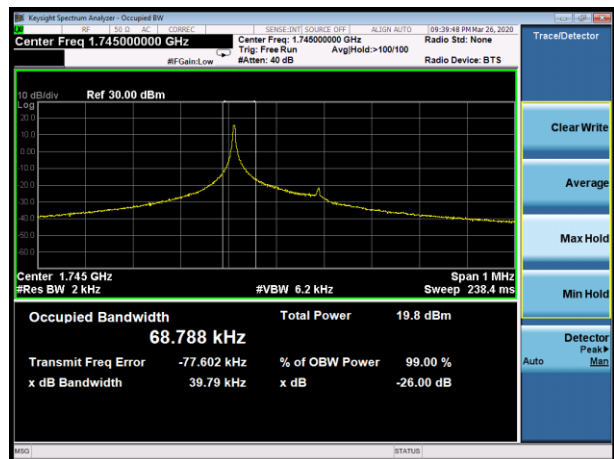 Keysight Spectrum Analyzer - Occupied BW
RF 50 Ω AC CORREC SENSE:INT SOURCE OFF ALIGN AUTO 09:39:48 PM Mar 26, 2020
Center Freq 1.745000000 GHz Center Freq: 1.745000000 GHz Radio Std: None Trace/Detector
Trig: Free Run Avg|Hold:>100/100
#IFGain:Low #Atten: 40 dB Radio Device: BTS
10 dB/div Ref 30.00 dBm
Log
20.0
10.0
0.00
-10.0
-20.0
-30.0
-40.0
-50.0
-60.0
Clear Write
Average
Max Hold
Center 1.745 GHz Span 1 MHz
#Res BW 2 kHz #VBW 6.2 kHz Sweep 238.4 ms
Min Hold
Occupied Bandwidth Total Power 19.8 dBm
68.788 kHz
Transmit Freq Error -77.602 kHz % of OBW Power 99.00 %
x dB Bandwidth 39.79 kHz x dB -26.00 dB
Detector
Peak▶
Auto Man
MSG STATUS